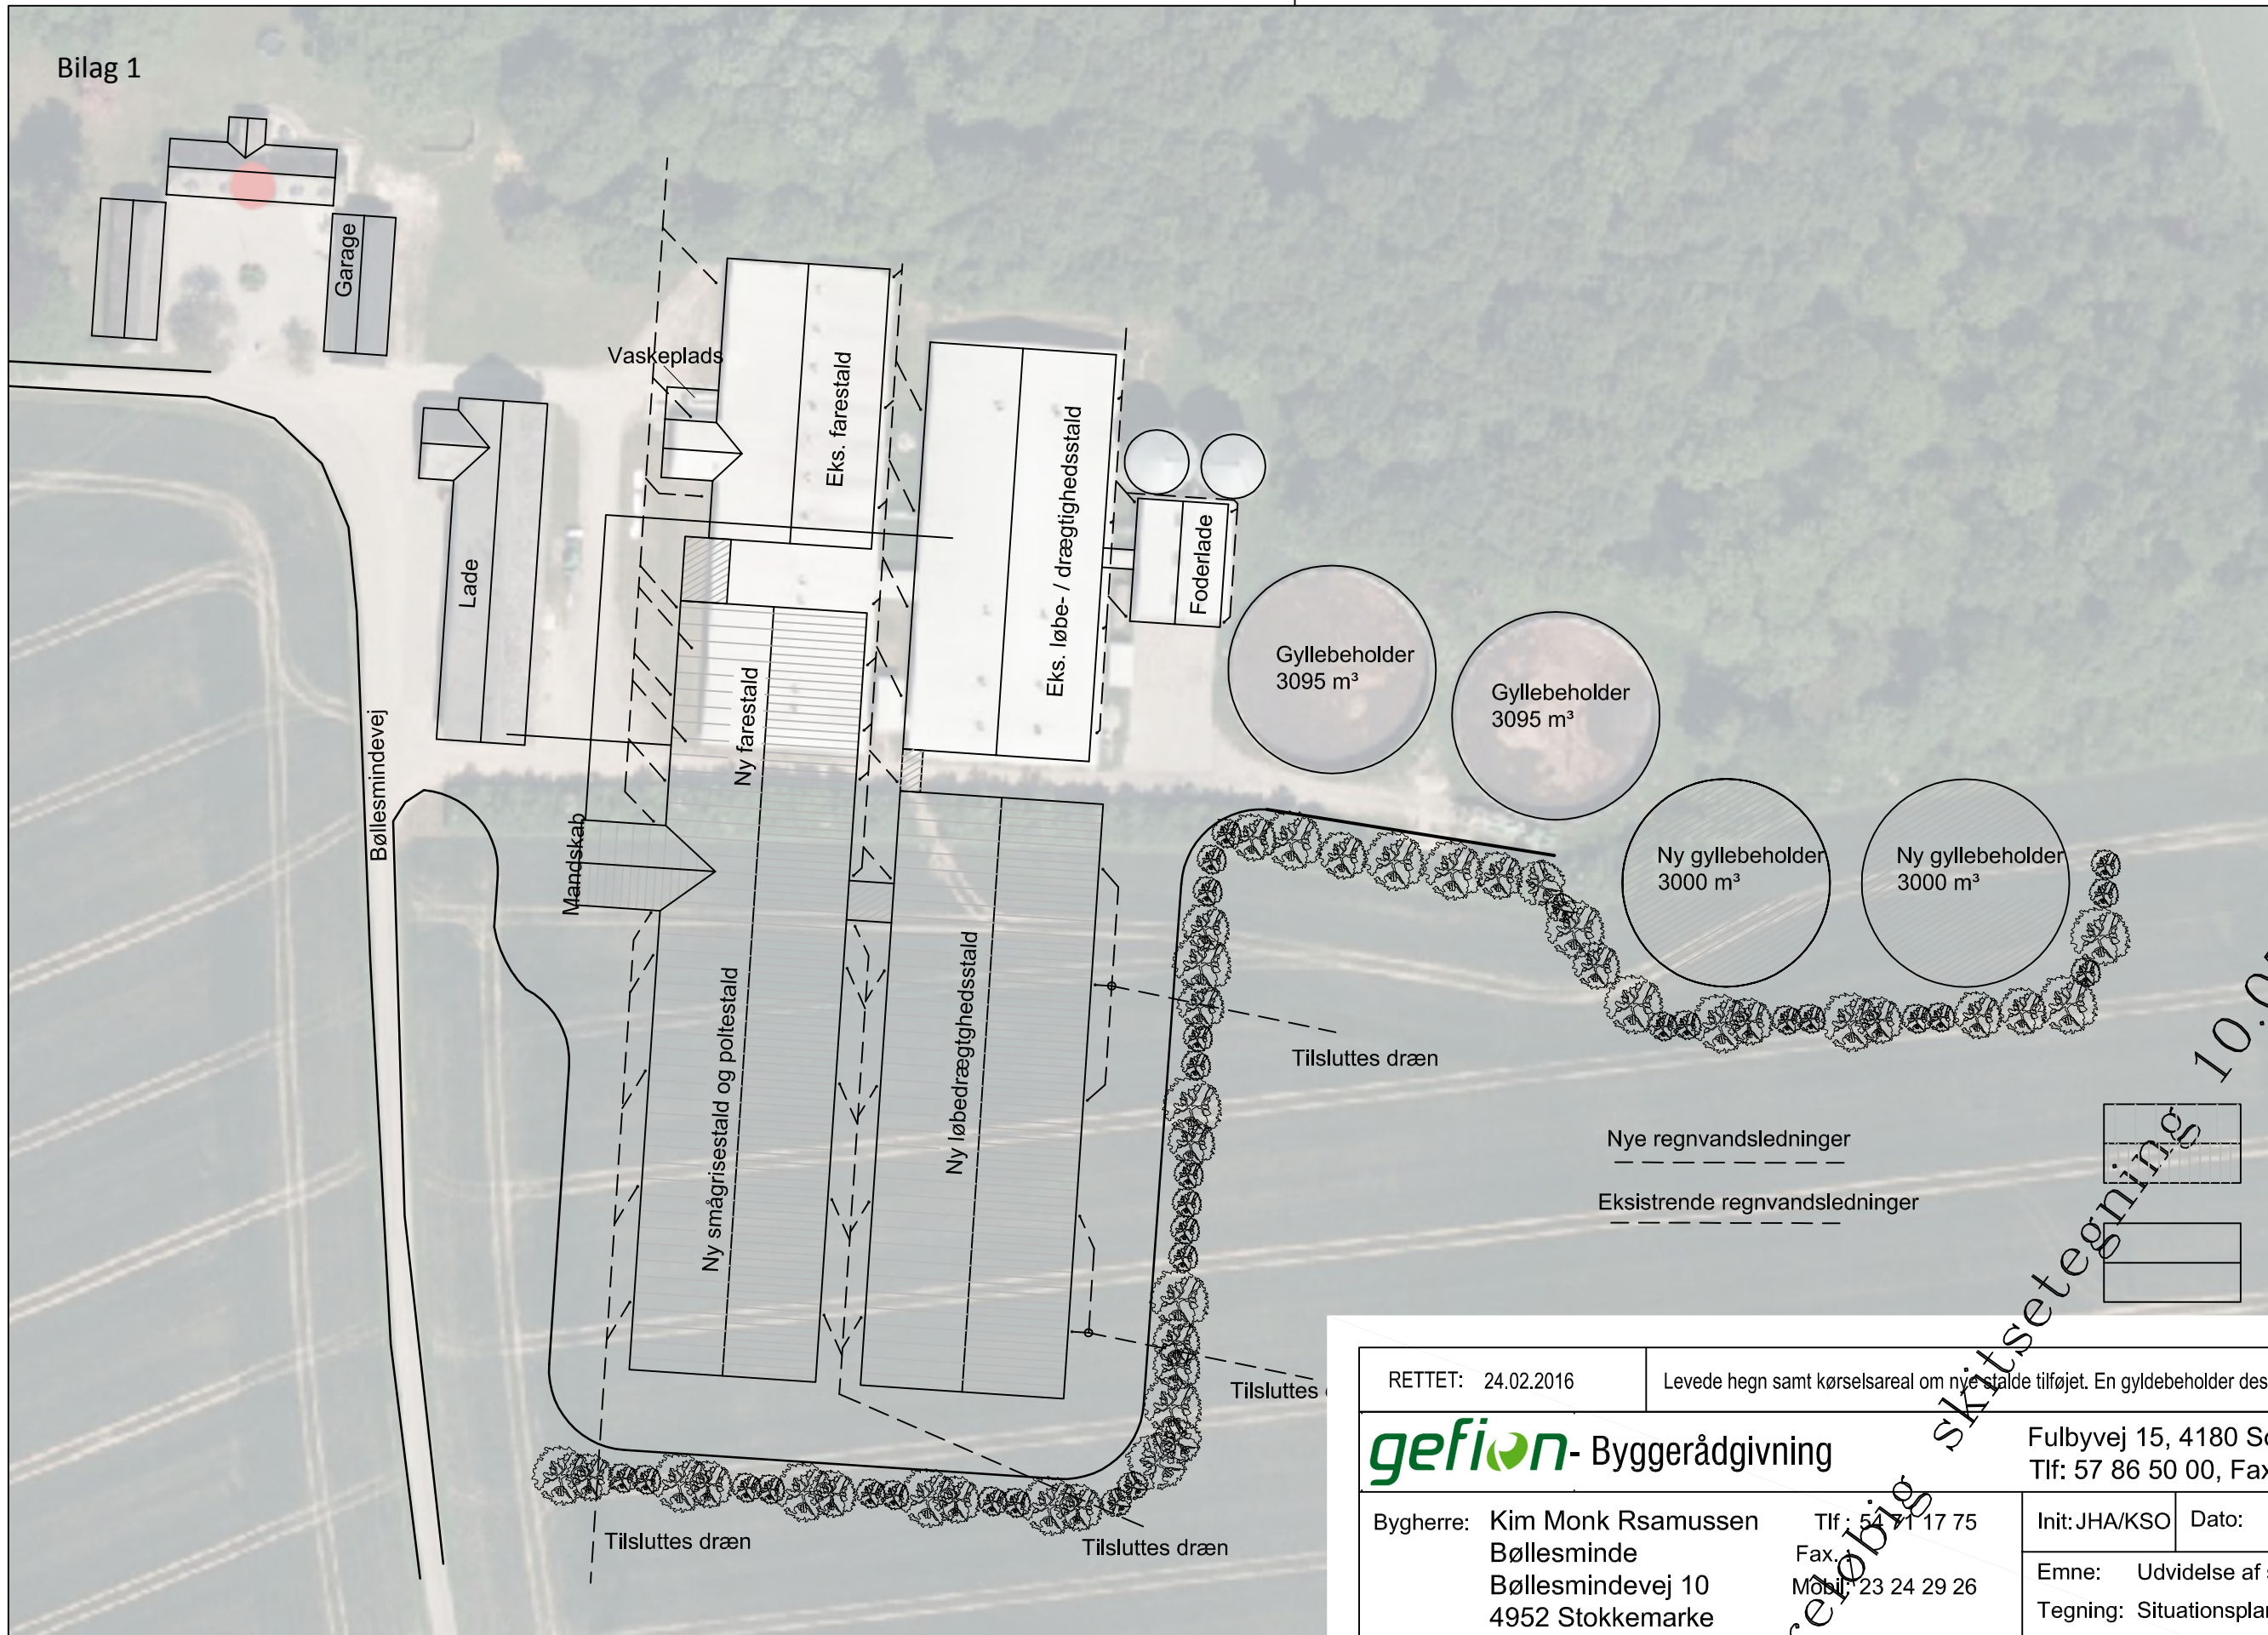 Bilag 1
Garage
Vaskeplads
Eks. farestald
Eks. løbe- / drægtighedsstald
Foderlade
Lade
Gyllebeholder
3095 m³
Gyllebeholder
3095 m³
Ny farestald
Bøllesmindevej
Mandskab
Ny gyllebeholder
3000 m³
Ny gyllebeholder
3000 m³
Ny smågrisestald og poltestald
Ny løbedrægtghedsstald
Tilsluttes dræn
Nye regnvandsledninger
Eksistrende regnvandsledninger
Tilsluttes
Tilsluttes dræn
Tilsluttes dræn
skitsetegning 10.0
RETTET: 24.02.2016
Levede hegn samt kørselsareal om nye stalde tilføjet. En gyldebeholder des
gefion - Byggerådgivning
Fulbyvej 15, 4180 So
Tlf: 57 86 50 00, Fax
Bygherre: Kim Monk Rsamussen
Bøllesminde
Bøllesmindevej 10
4952 Stokkemarke
Tlf : 54 71 17 75
Fax.
Mobil: 23 24 29 26
Init: JHA/KSO
Dato:
Emne: Udvidelse af s
Tegning: Situationsplan